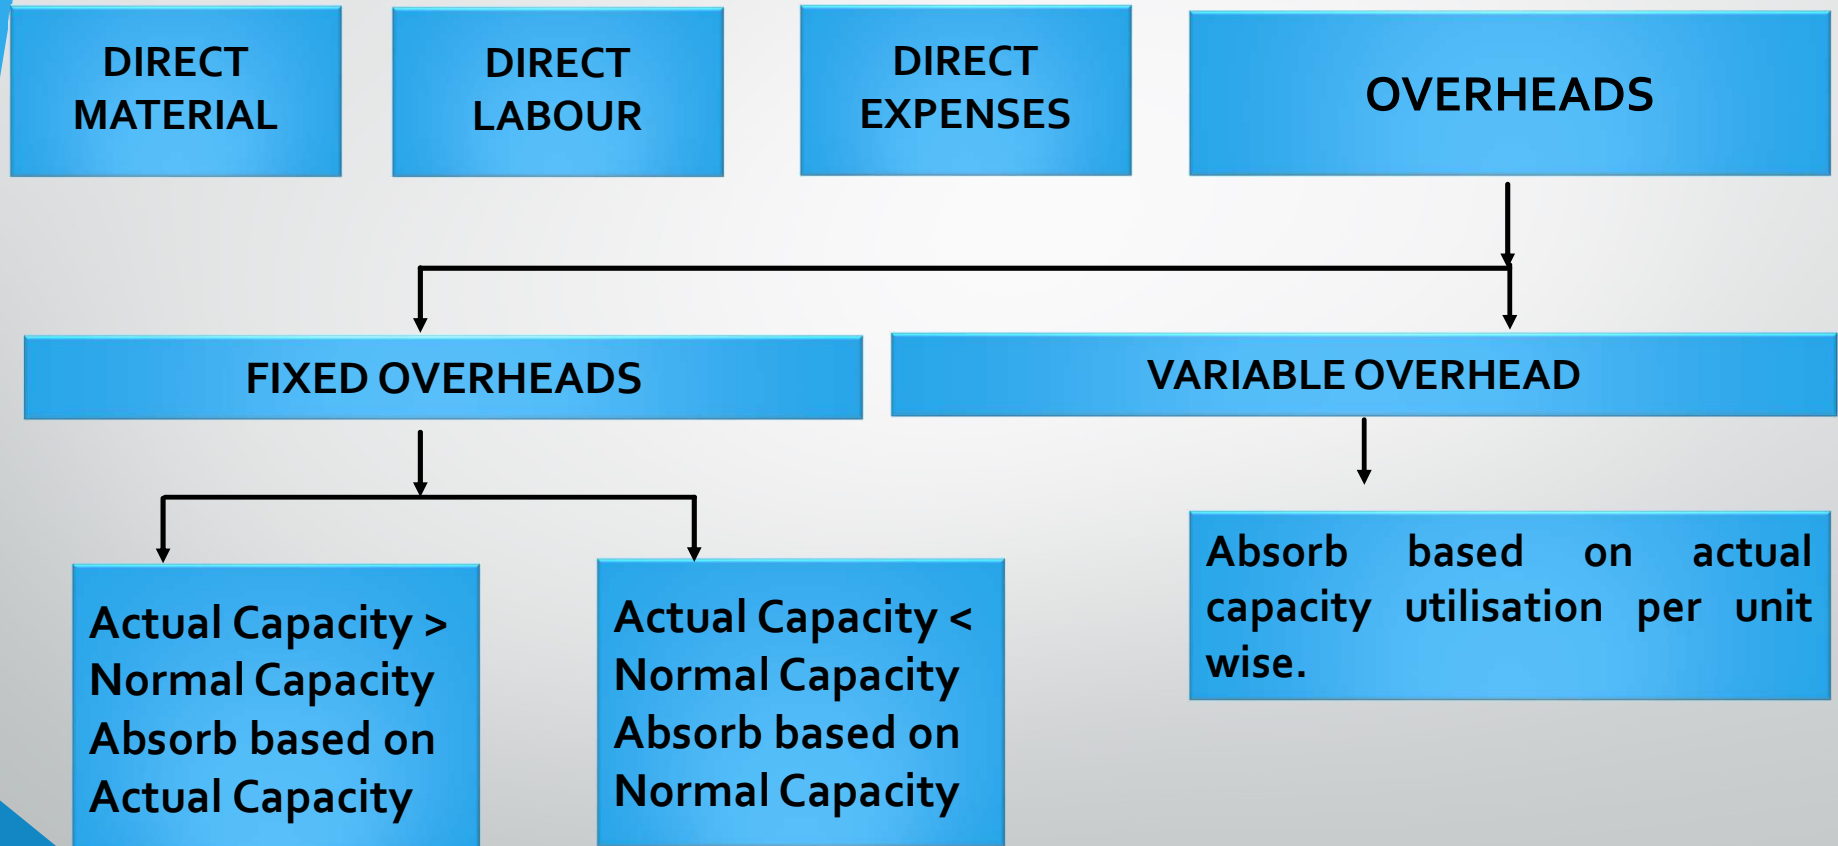 DIRECT
MATERIAL
DIRECT
LABOUR
DIRECT
EXPENSES
OVERHEADS
FIXED OVERHEADS
VARIABLE OVERHEAD
Actual Capacity >
Normal Capacity
Absorb based on
Actual Capacity
Actual Capacity <
Normal Capacity
Absorb based on
Normal Capacity
Absorb based on actual
capacity utilisation per unit
wise.